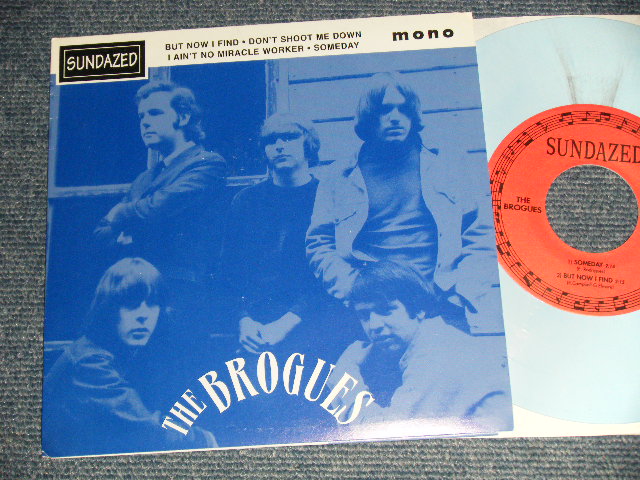 SUNDAZED
BUT NOW I FIND • DON'T SHOOT ME DOWN
I AIN'T NO MIRACLE WORKER • SOMEDAY
mono
THE BROGUES
SUNDAZED
THE
BROGUES
1) SOMEDAY
2) BUT NOW I FIND